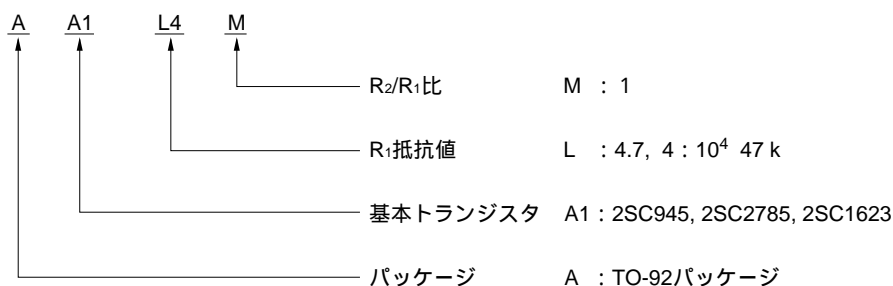 A A1 L4 M
R2/R1比 M : 1
R1抵抗値 L : 4.7, 4 : 10⁴ 47 k
基本トランジスタ A1 : 2SC945, 2SC2785, 2SC1623
パッケージ A : TO-92パッケージ